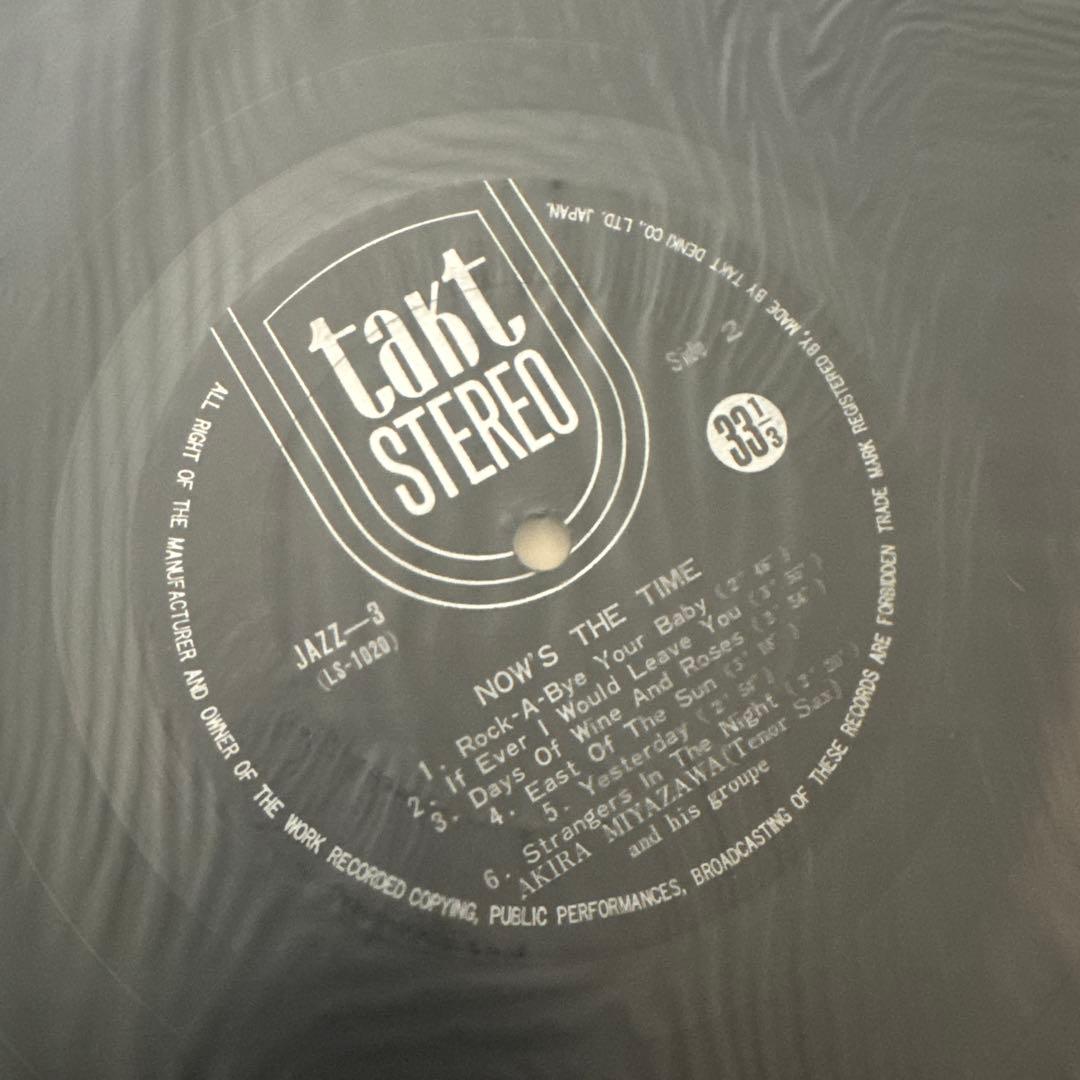 takt
STEREO
Side 2
33 1/3
JAZZ—3
(LS-1020)
NOW'S THE TIME
1. Rock-A-Bye Your Baby
2. If Ever I Would Leave You
3. Days Of Wine And Roses
4. East Of The Sun
5. Yesterday
6. Strangers In The Night
AKIRA MIYAZAWA (Tenor Sax)
and his groupe
ALL RIGHT OF THE MANUFACTURER AND OWNER OF THE WORK RECORDED COPYING, PUBLIC PERFORMANCES, BROADCASTING OF THESE RECORDS ARE FORBIDDEN TRADE MARK REGISTERED BY, MADE BY TAKT DENKI CO., LTD. JAPAN.